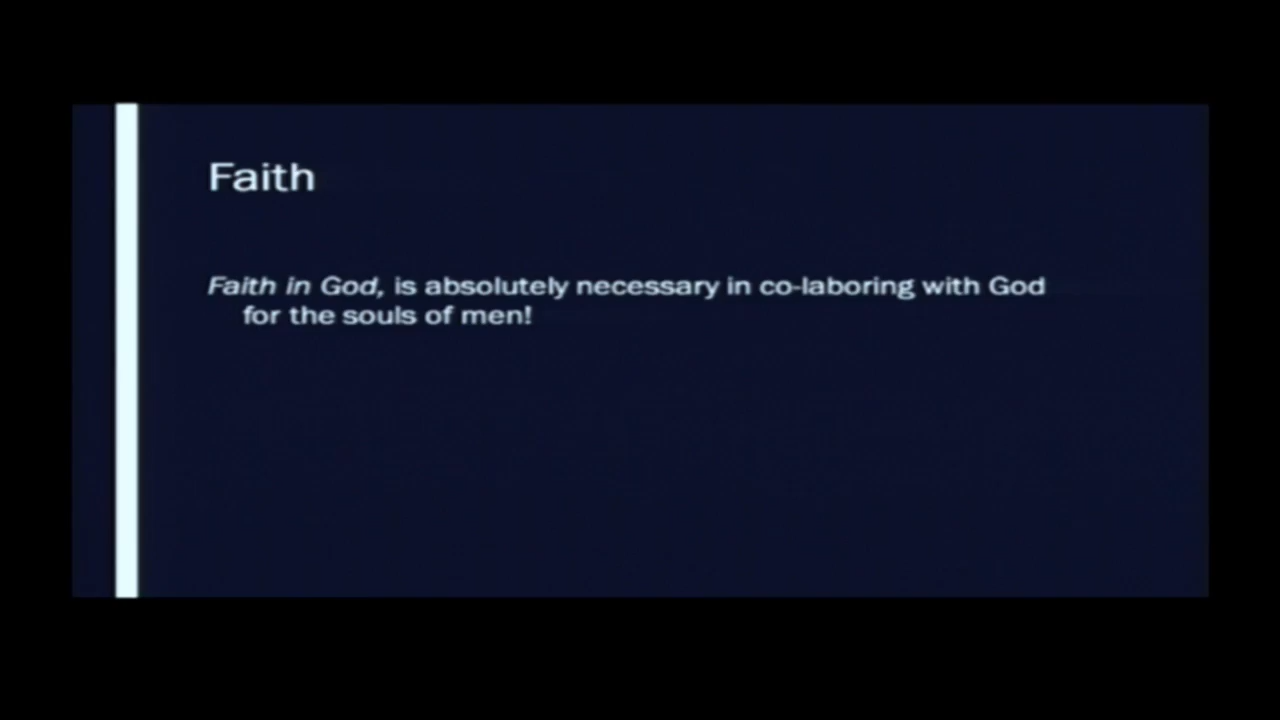 Faith
Faith in God, is absolutely necessary in co-laboring with God
for the souls of men!